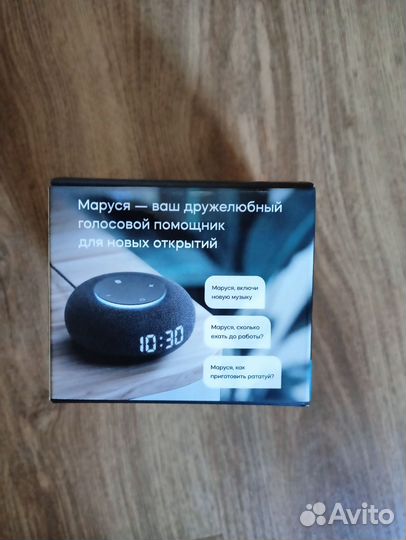 Маруся — ваш дружелюбный
голосовой помощник
для новых открытий
Маруся, включи
новую музыку
10:30
Маруся, сколько
ехать до работы?
Маруся, как
приготовить рататуй?
Avito